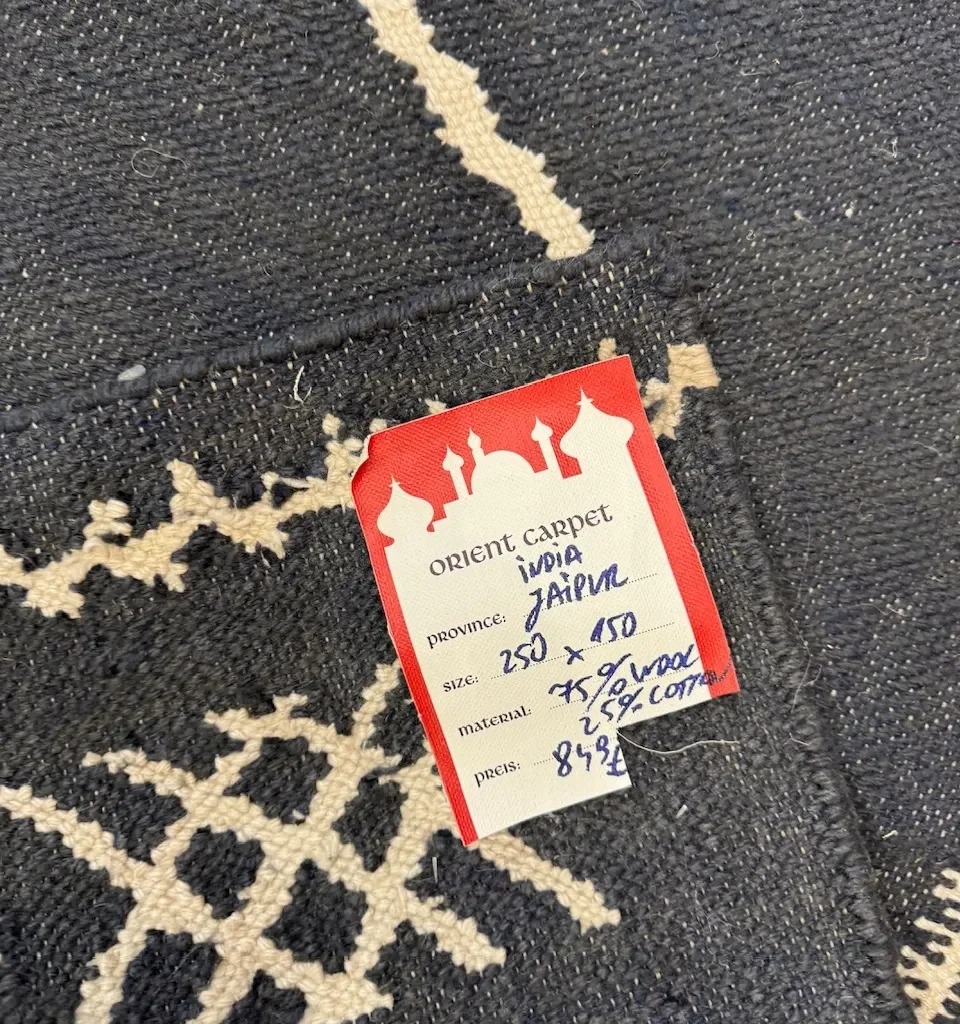 ORIENT CARPET
iNDiA
PROVINCE: JAiPUR
SIZE: 250 x 150
MATERIAL: 75% WOOL
25% COTTON
PREIS: 849€